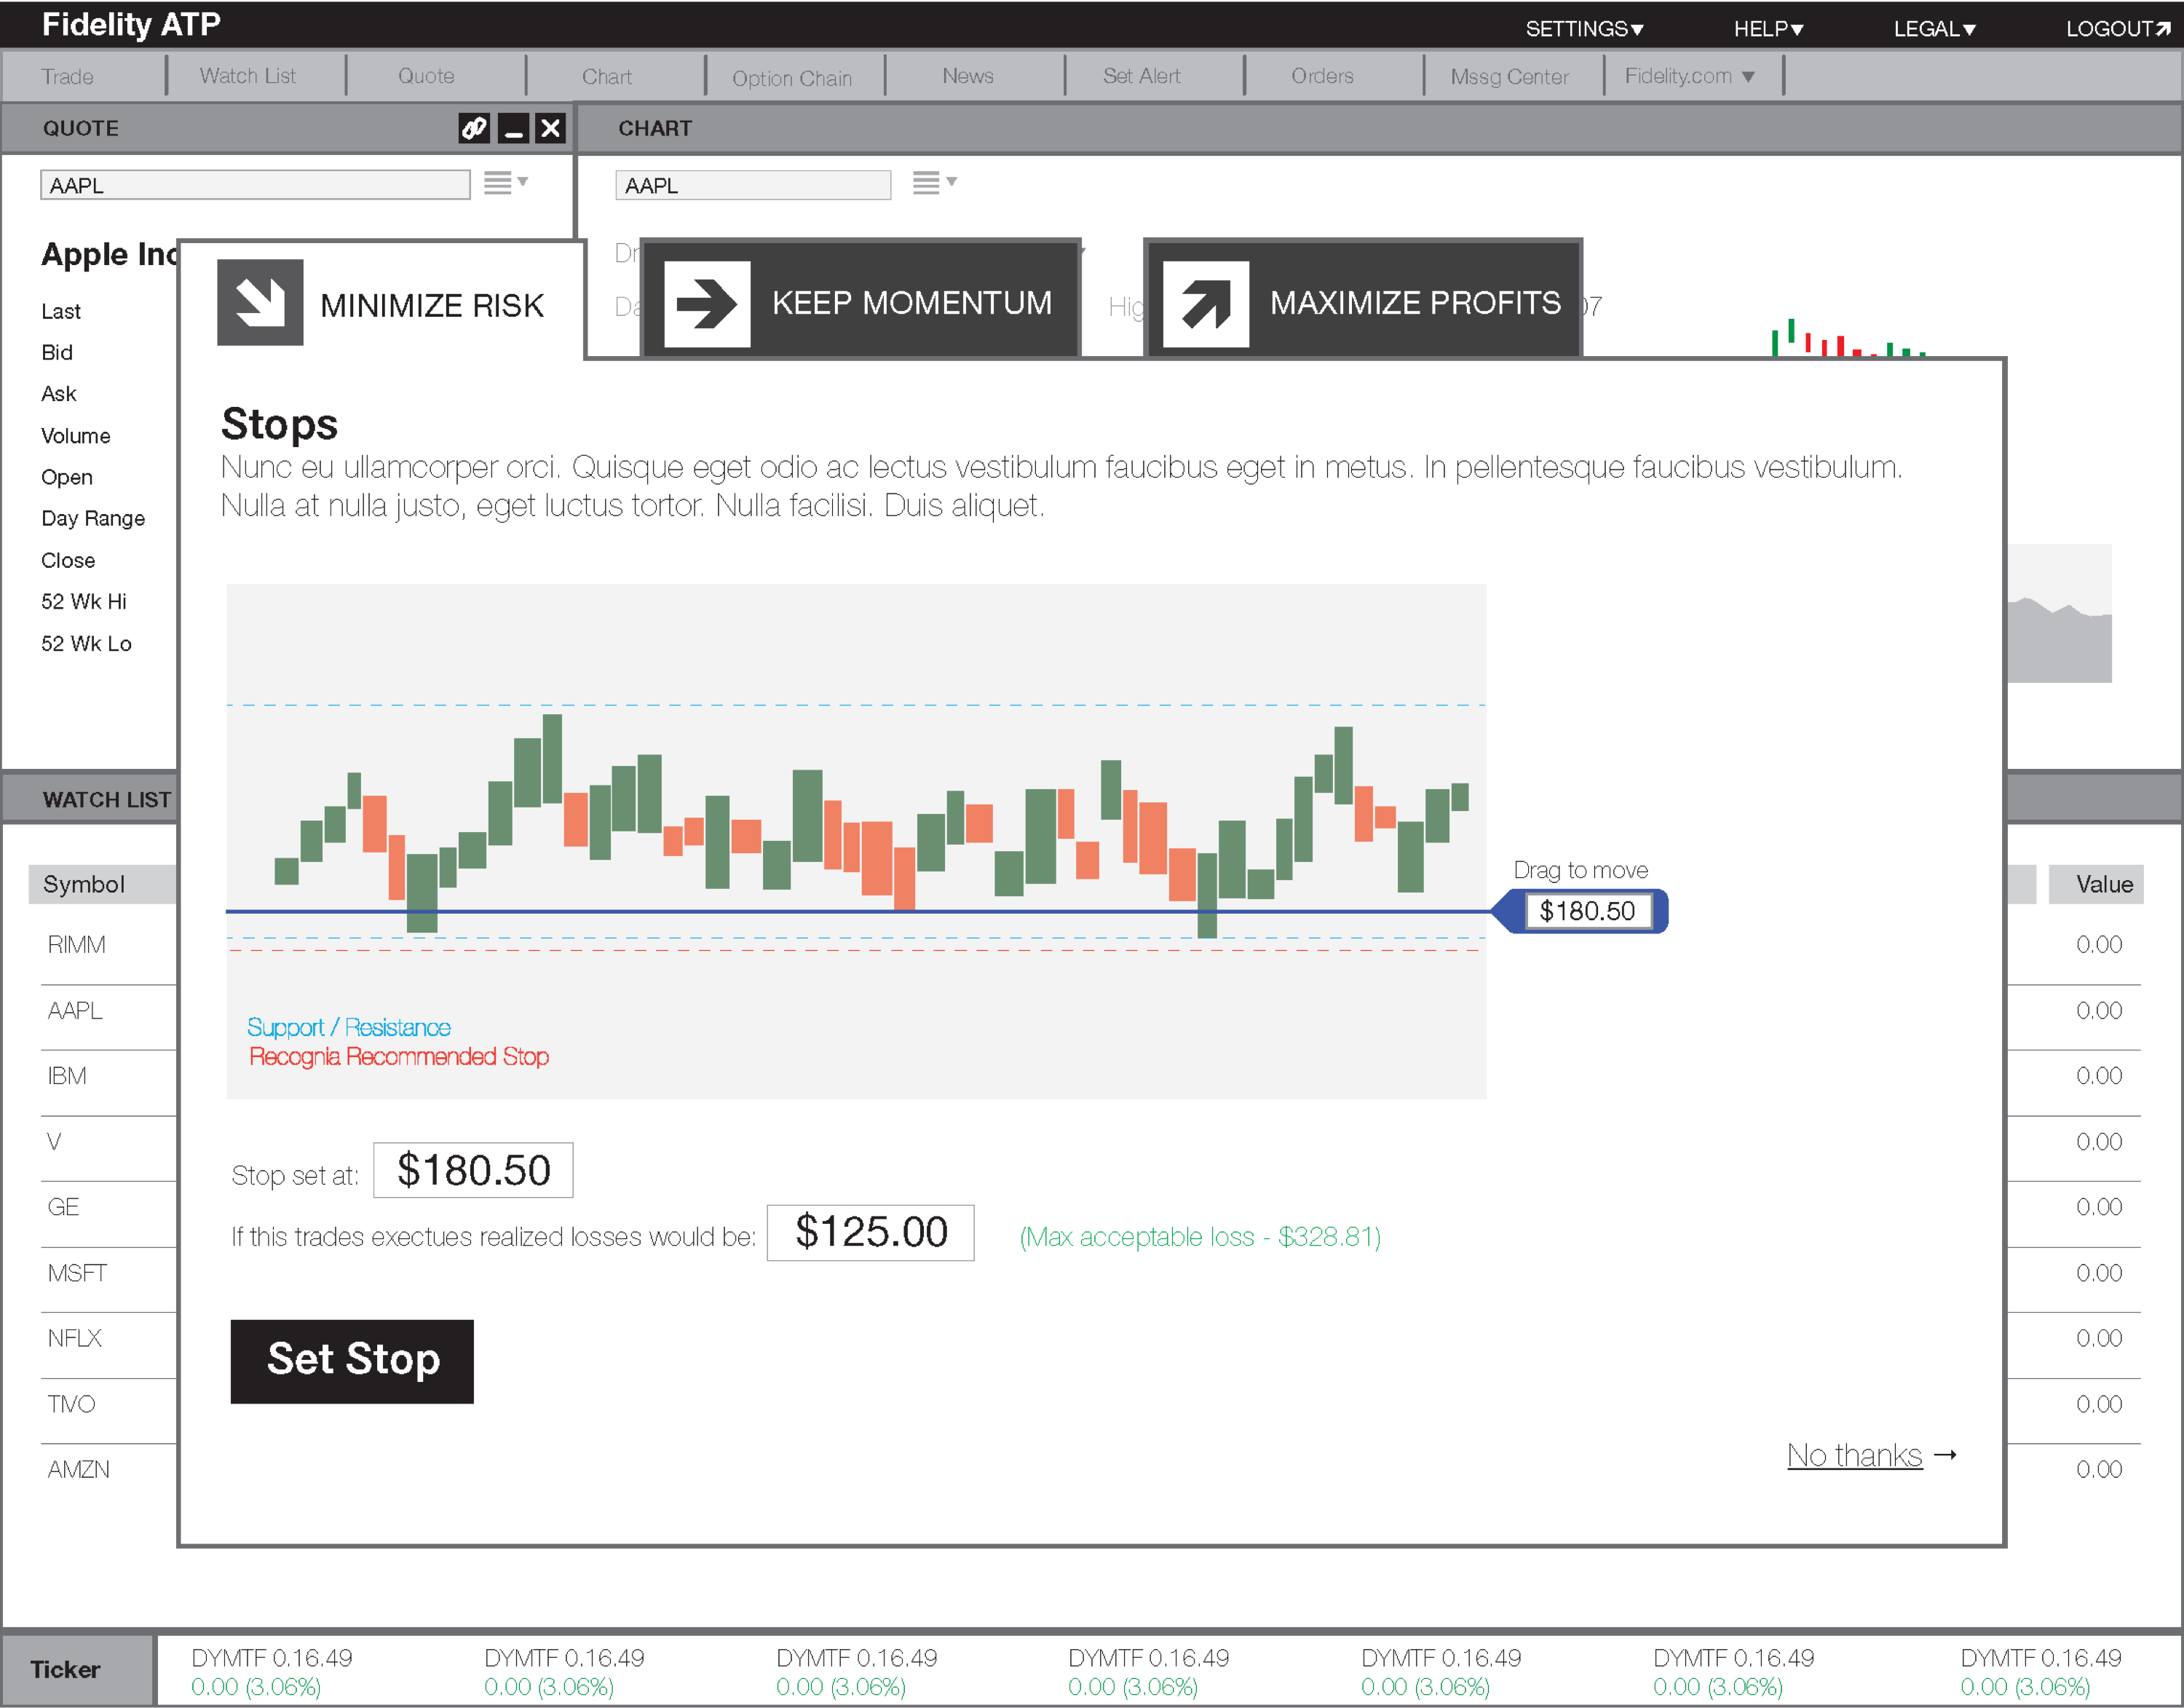 Fidelity ATP
SETTINGS▼ HELP▼ LEGAL▼ LOGOUT
Trade Watch List Quote Chart Option Chain News Set Alert Orders Mssg Center Fidelity.com ▼
QUOTE CHART
AAPL AAPL
Apple Inc
MINIMIZE RISK KEEP MOMENTUM MAXIMIZE PROFITS
Last
Bid
Ask
Volume
Open
Day Range
Close
52 Wk Hi
52 Wk Lo
Stops
Nunc eu ullamcorper orci. Quisque eget odio ac lectus vestibulum faucibus eget in metus. In pellentesque faucibus vestibulum.
Nulla at nulla justo, eget luctus tortor. Nulla facilisi. Duis aliquet.
Drag to move
$180.50
Support / Resistance
Recognia Recommended Stop
Stop set at: $180.50
If this trades exectues realized losses would be: $125.00 (Max acceptable loss - $328.81)
Set Stop
No thanks →
WATCH LIST
Symbol Value
RIMM 0.00
AAPL 0.00
IBM 0.00
V 0.00
GE 0.00
MSFT 0.00
NFLX 0.00
TIVO 0.00
AMZN 0.00
Ticker
DYMTF 0.16.49 DYMTF 0.16.49 DYMTF 0.16.49 DYMTF 0.16.49 DYMTF 0.16.49 DYMTF 0.16.49 DYMTF 0.16.49
0.00 (3.06%) 0.00 (3.06%) 0.00 (3.06%) 0.00 (3.06%) 0.00 (3.06%) 0.00 (3.06%) 0.00 (3.06%)